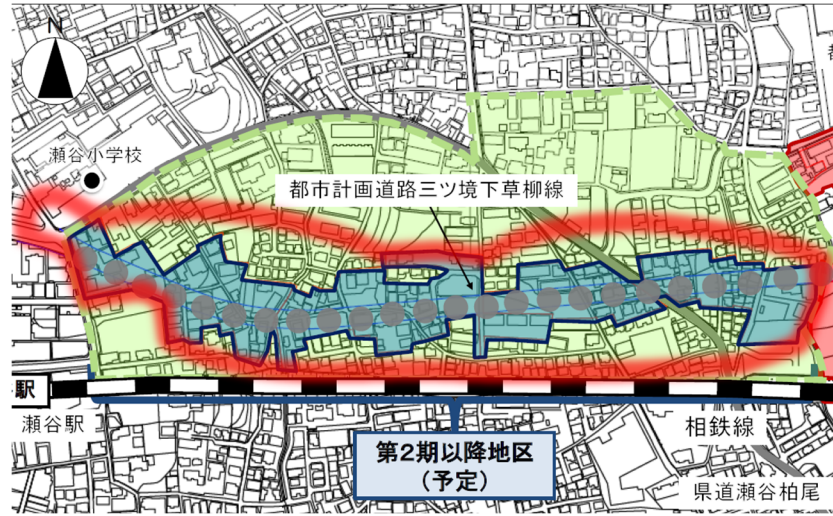 N
瀬谷小学校
都市計画道路三ツ境下草柳線
駅
瀬谷駅
第2期以降地区
(予定)
相鉄線
県道瀬谷柏尾